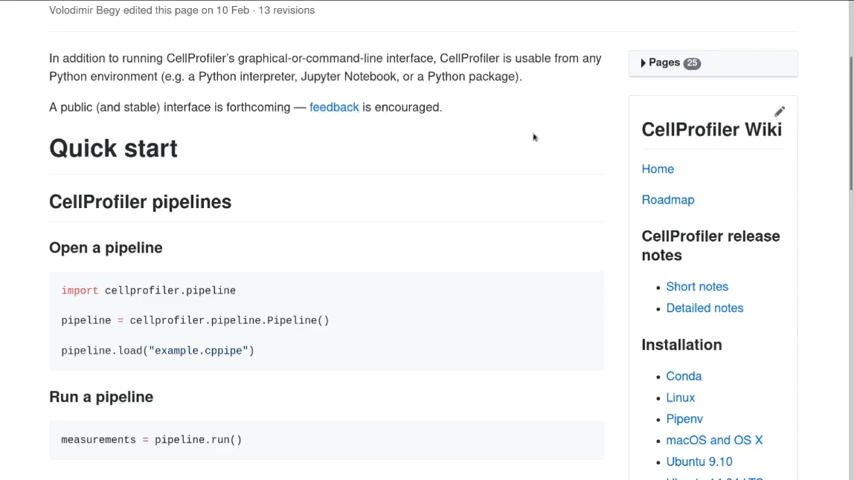 Volodimir Begy edited this page on 10 Feb · 13 revisions
In addition to running CellProfiler's graphical-or-command-line interface, CellProfiler is usable from any
Python environment (e.g. a Python interpreter, Jupyter Notebook, or a Python package).
A public (and stable) interface is forthcoming — feedback is encouraged.
Quick start
CellProfiler pipelines
Open a pipeline
import cellprofiler.pipeline
pipeline = cellprofiler.pipeline.Pipeline()
pipeline.load("example.cppipe")
Run a pipeline
measurements = pipeline.run()
Pages 25
CellProfiler Wiki
Home
Roadmap
CellProfiler release
notes
Short notes
Detailed notes
Installation
Conda
Linux
Pipenv
macOS and OS X
Ubuntu 9.10